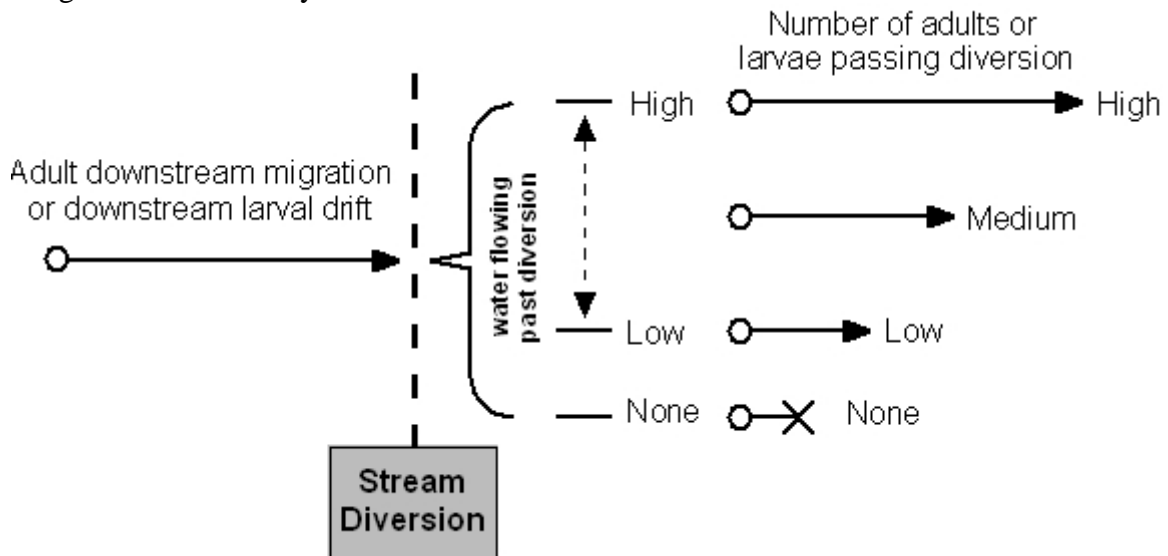 Number of adults or
larvae passing diversion
High
High
Adult downstream migration
or downstream larval drift
water flowing
past diversion
Medium
Low
Low
None
None
Stream
Diversion